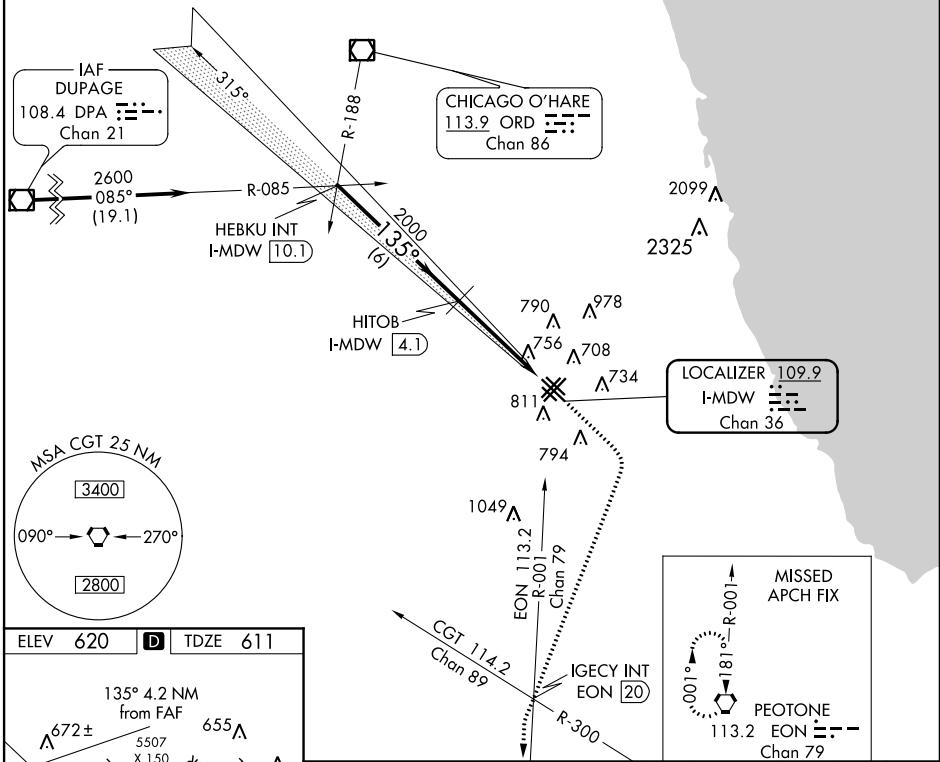 IAF
DUPAGE
108.4 DPA
Chan 21
315°
R-188
CHICAGO O'HARE
113.9 ORD
Chan 86
2600
085°
(19.1)
R-085
HEBKU INT
I-MDW 10.1
2000
135°
(6)
2099
2325
HITOB
I-MDW 4.1
790
978
756
708
734
811
794
LOCALIZER 109.9
I-MDW
Chan 36
MSA CGT 25 NM
3400
090°
270°
2800
1049
EON 113.2
R-001
Chan 79
CGT 114.2
Chan 89
R-300
IGECY INT
EON 20
MISSED
APCH FIX
R-001
181°
001°
PEOTONE
113.2 EON
Chan 79
ELEV 620 D TDZE 611
135° 4.2 NM
from FAF
672±
655
5507
X 150